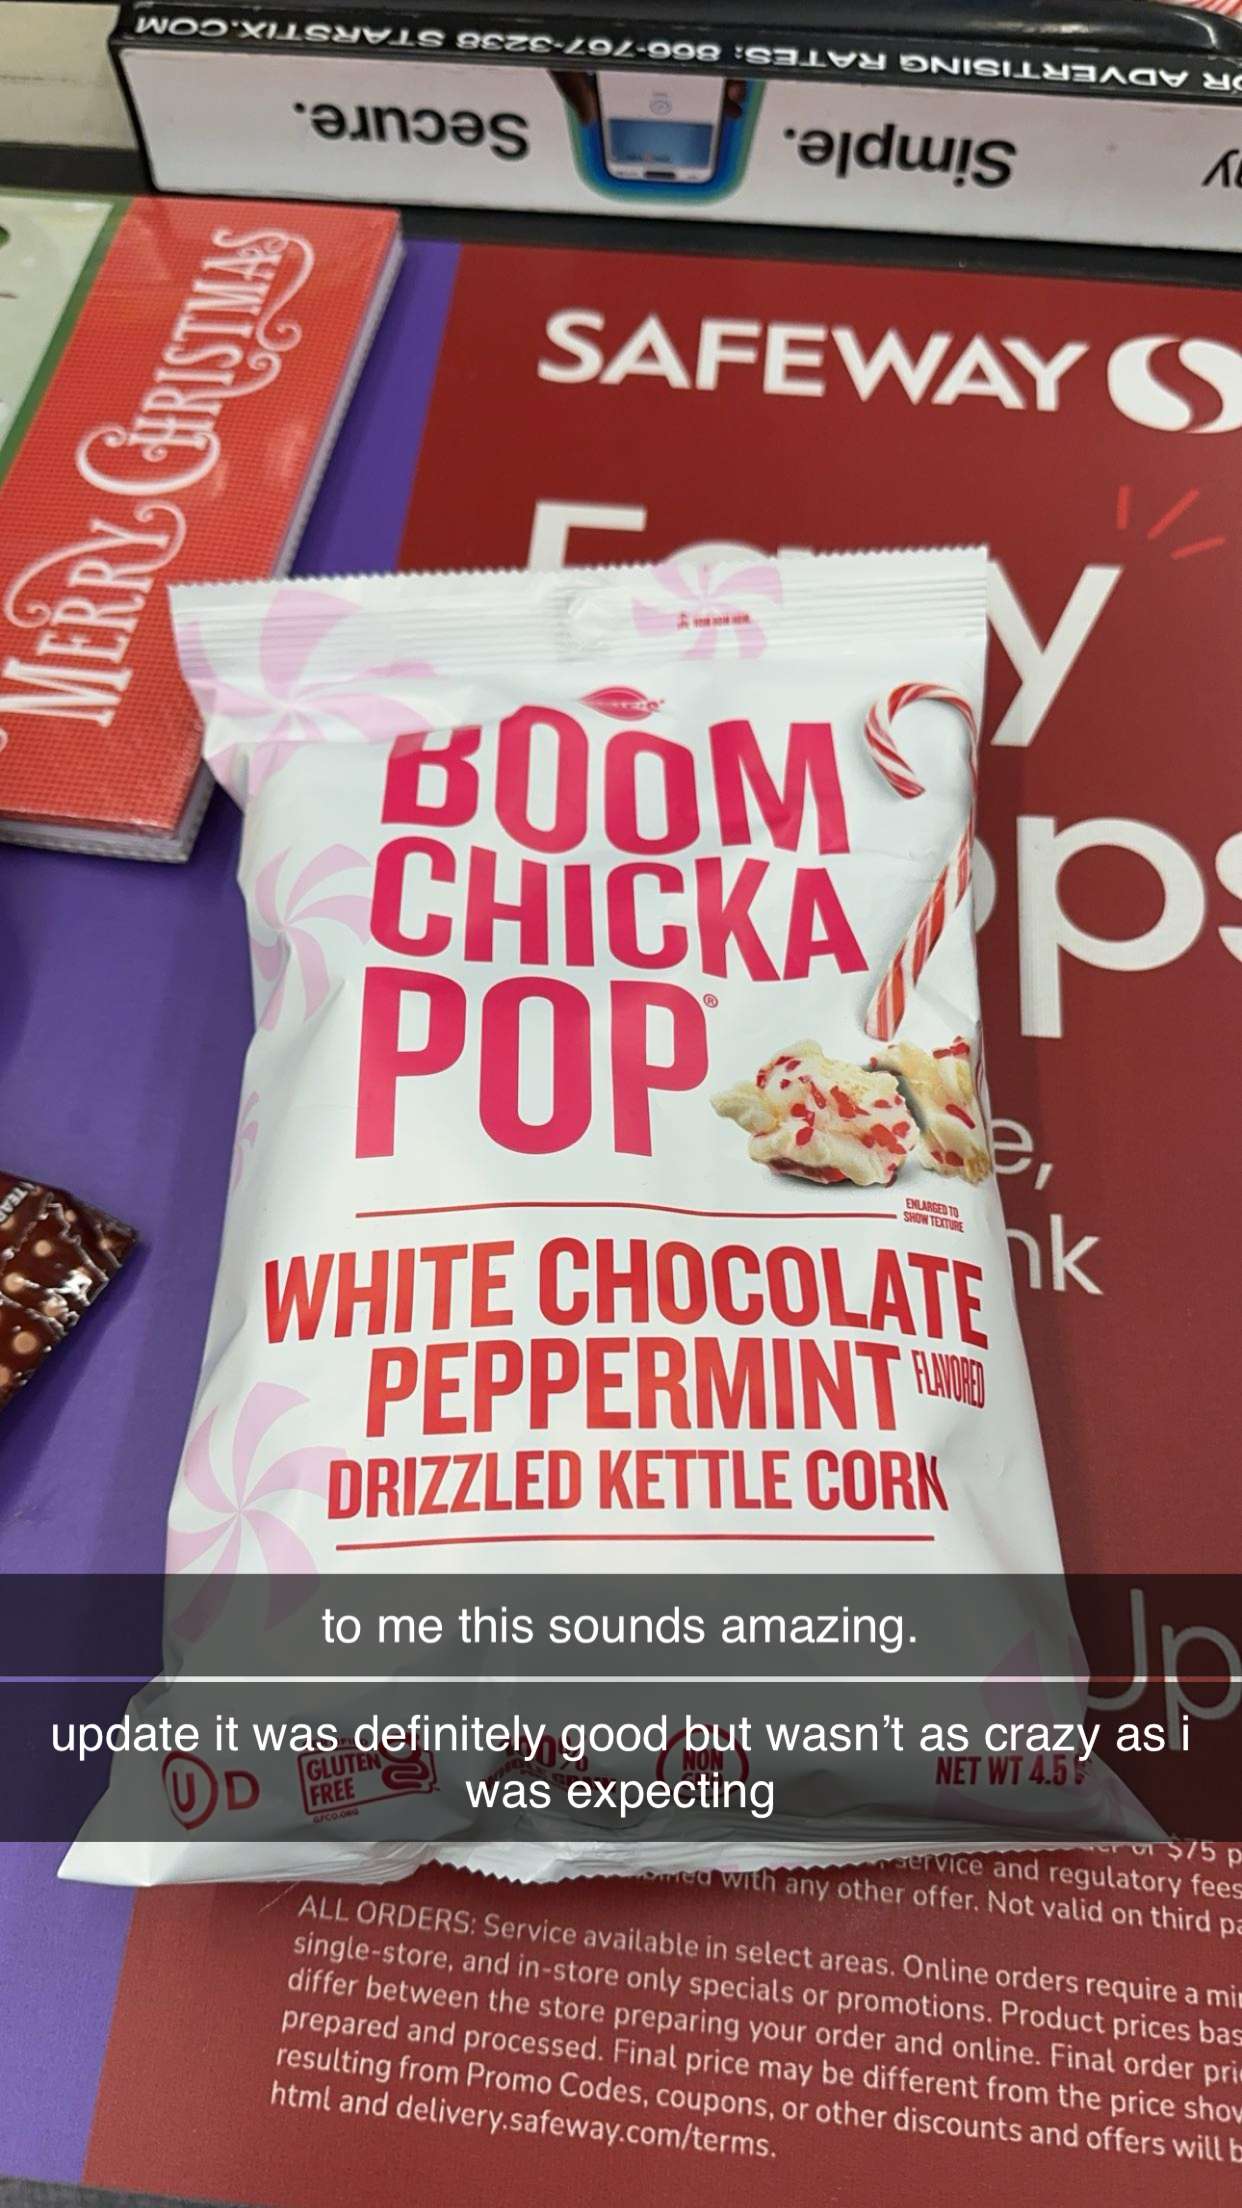 OR ADVERTISING RATES: 866-767-3238 STARSTIX.COM
Simple.
Secure.
MERRY CHRISTMAS
SAFEWAY
BOOM
CHICKA
POP®
ENLARGED TO
SHOW TEXTURE
WHITE CHOCOLATE
PEPPERMINT FLAVORED
DRIZZLED KETTLE CORN
to me this sounds amazing.
update it was definitely good but wasn't as crazy as i
was expecting
U D
GLUTEN
FREE
GFCO.ORG
100%
NON
NET WT 4.5
$75
service and regulatory fees
with any other offer. Not valid on third
ALL ORDERS: Service available in select areas. Online orders require a
single-store, and in-store only specials or promotions. Product prices
differ between the store preparing your order and online. Final order
prepared and processed. Final price may be different from the price
resulting from Promo Codes, coupons, or other discounts and offers will
html and delivery.safeway.com/terms.